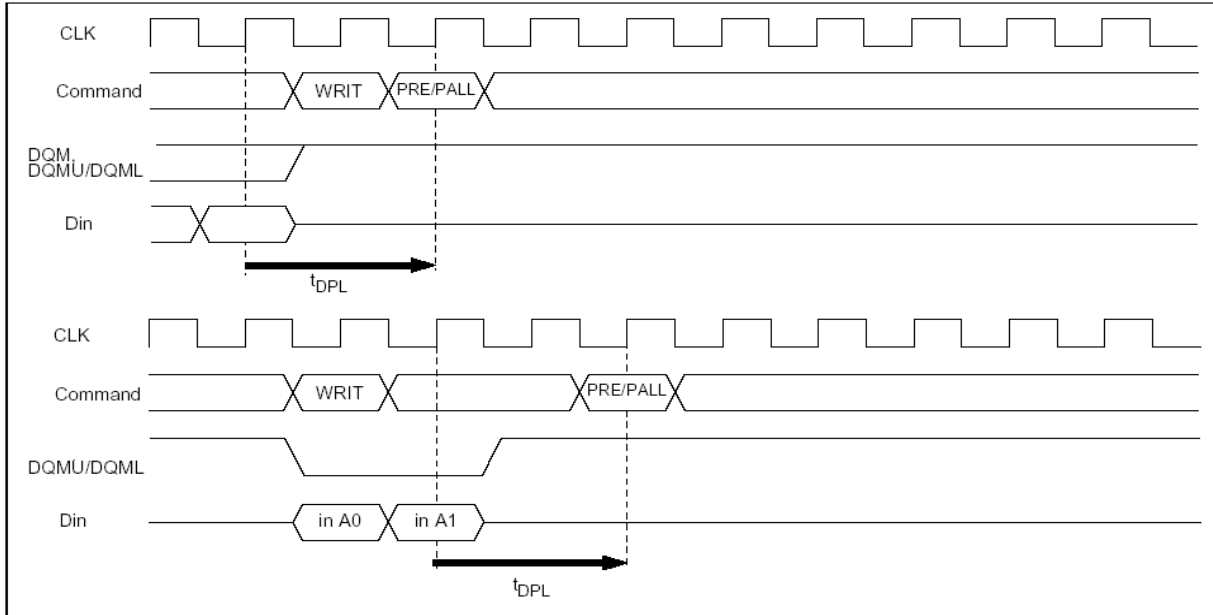 CLK
Command WRIT PRE/PALL
DQM,
DQMU/DQML
Din
tDPL
CLK
Command WRIT PRE/PALL
DQMU/DQML
Din in A0 in A1
tDPL